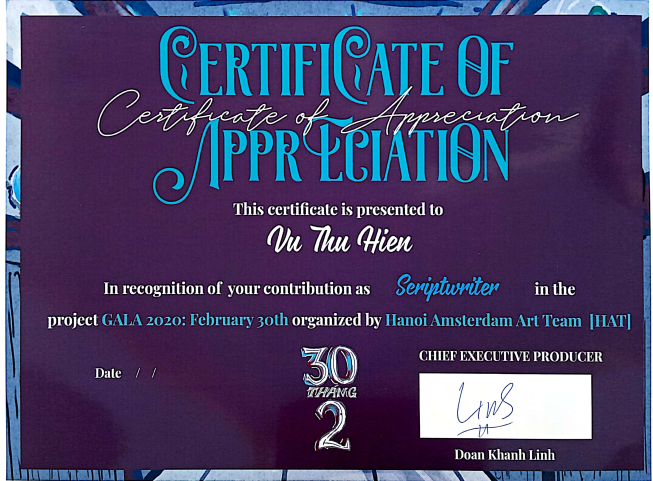 CERTIFICATE OF
Certificate of Appreciation
APPRECIATION
This certificate is presented to
Vu Thu Hien
In recognition of your contribution as Scriptwriter in the
project GALA 2020: February 30th organized by Hanoi Amsterdam Art Team [HAT]
Date / /
30
THÁNG
2
CHIEF EXECUTIVE PRODUCER
Linh
Doan Khanh Linh